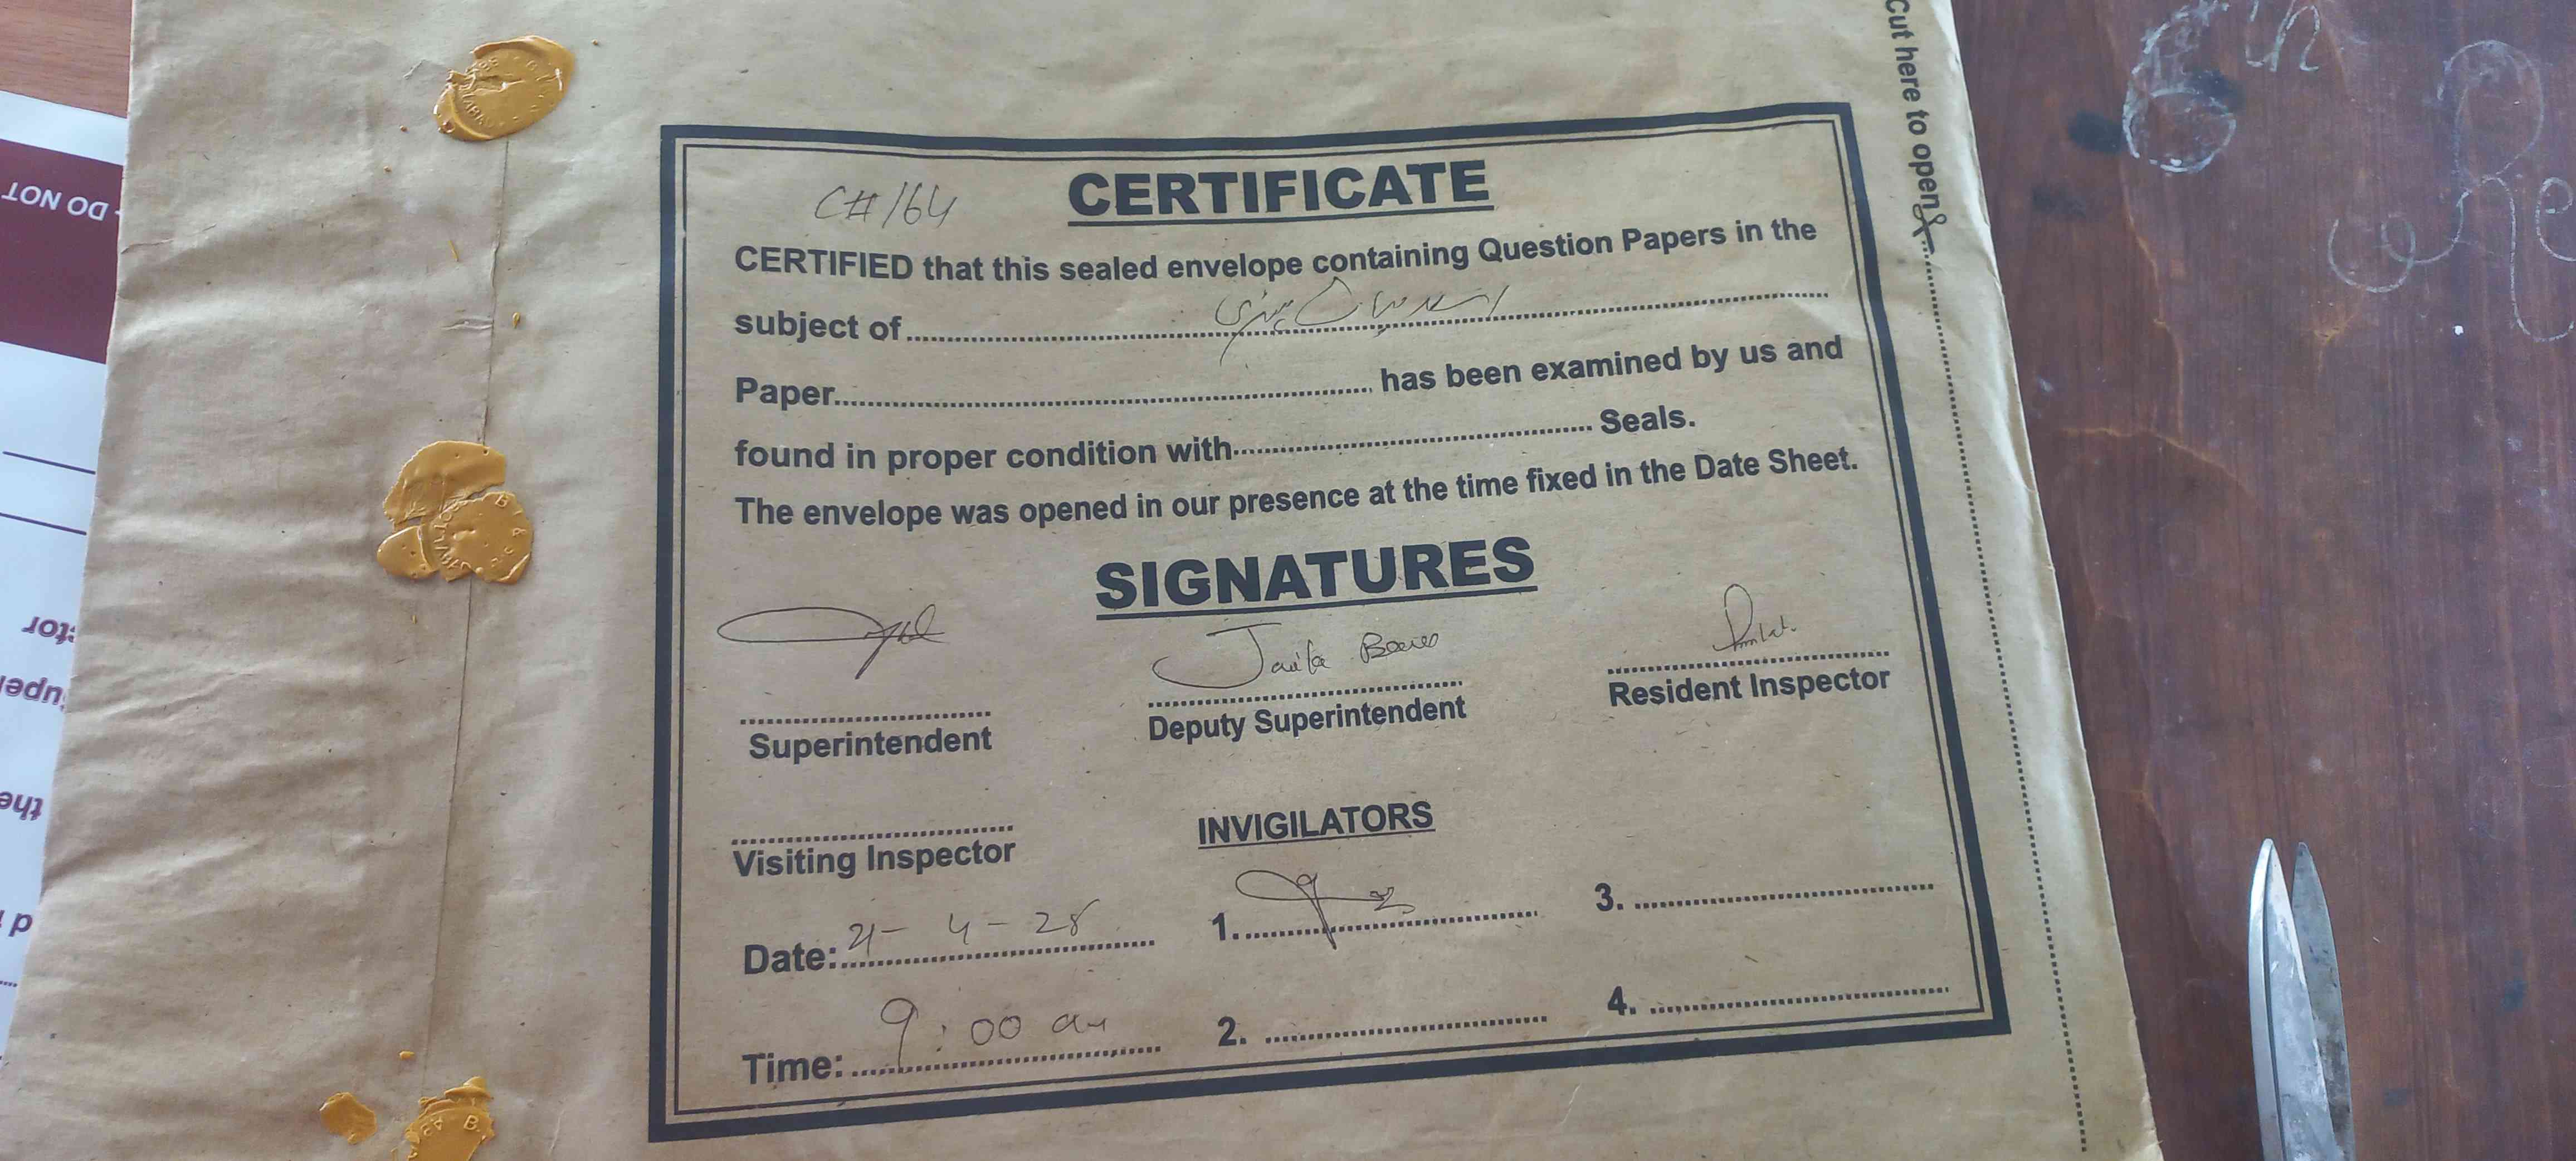 Cut here to open
CERTIFICATE
C#164
CERTIFIED that this sealed envelope containing Question Papers in the
subject of
Paper has been examined by us and
found in proper condition with Seals.
The envelope was opened in our presence at the time fixed in the Date Sheet.
SIGNATURES
Superintendent
Deputy Superintendent
Resident Inspector
Visiting Inspector
INVIGILATORS
Date: 4
1.
3.
Time: 9:00 am
2.
4.
DO NOT
ctor
the
6th